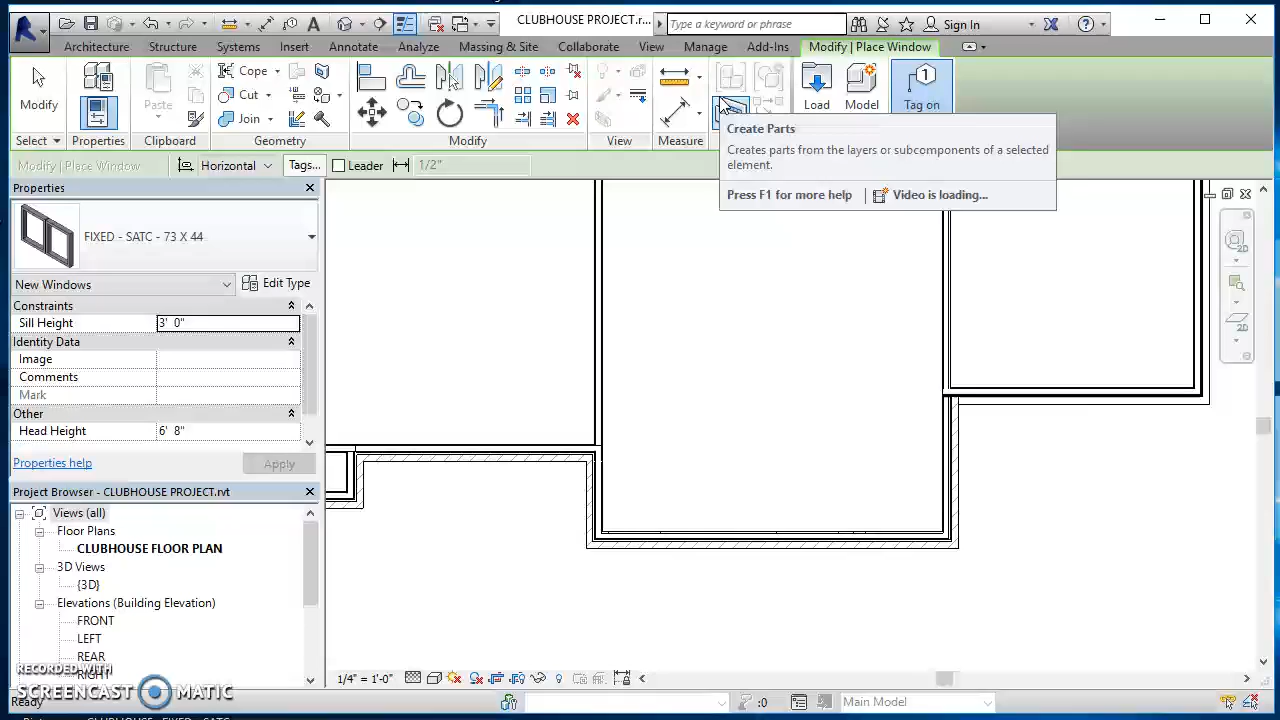 CLUBHOUSE PROJECT.r...
Type a keyword or phrase
Sign In
Architecture Structure Systems Insert Annotate Analyze Massing & Site Collaborate View Manage Add-Ins Modify | Place Window
Modify
Paste
Cope
Cut
Join
Load
Model
1
Tag on
Select Properties Clipboard Geometry Modify View Measure
Create Parts
Creates parts from the layers or subcomponents of a selected
element.
Press F1 for more help
Video is loading...
Modify | Place Window
Horizontal
Tags...
Leader
1/2"
Properties
FIXED - SATC - 73 X 44
New Windows
Edit Type
Constraints
Sill Height 3' 0"
Identity Data
Image
Comments
Mark
Other
Head Height 6' 8"
Properties help
Apply
Project Browser - CLUBHOUSE PROJECT.rvt
Views (all)
Floor Plans
CLUBHOUSE FLOOR PLAN
3D Views
{3D}
Elevations (Building Elevation)
FRONT
LEFT
REAR
RIGHT
2D
2D
RECORDED WITH
SCREENCAST MATIC
1/4" = 1'-0"
Ready
:0
Main Model